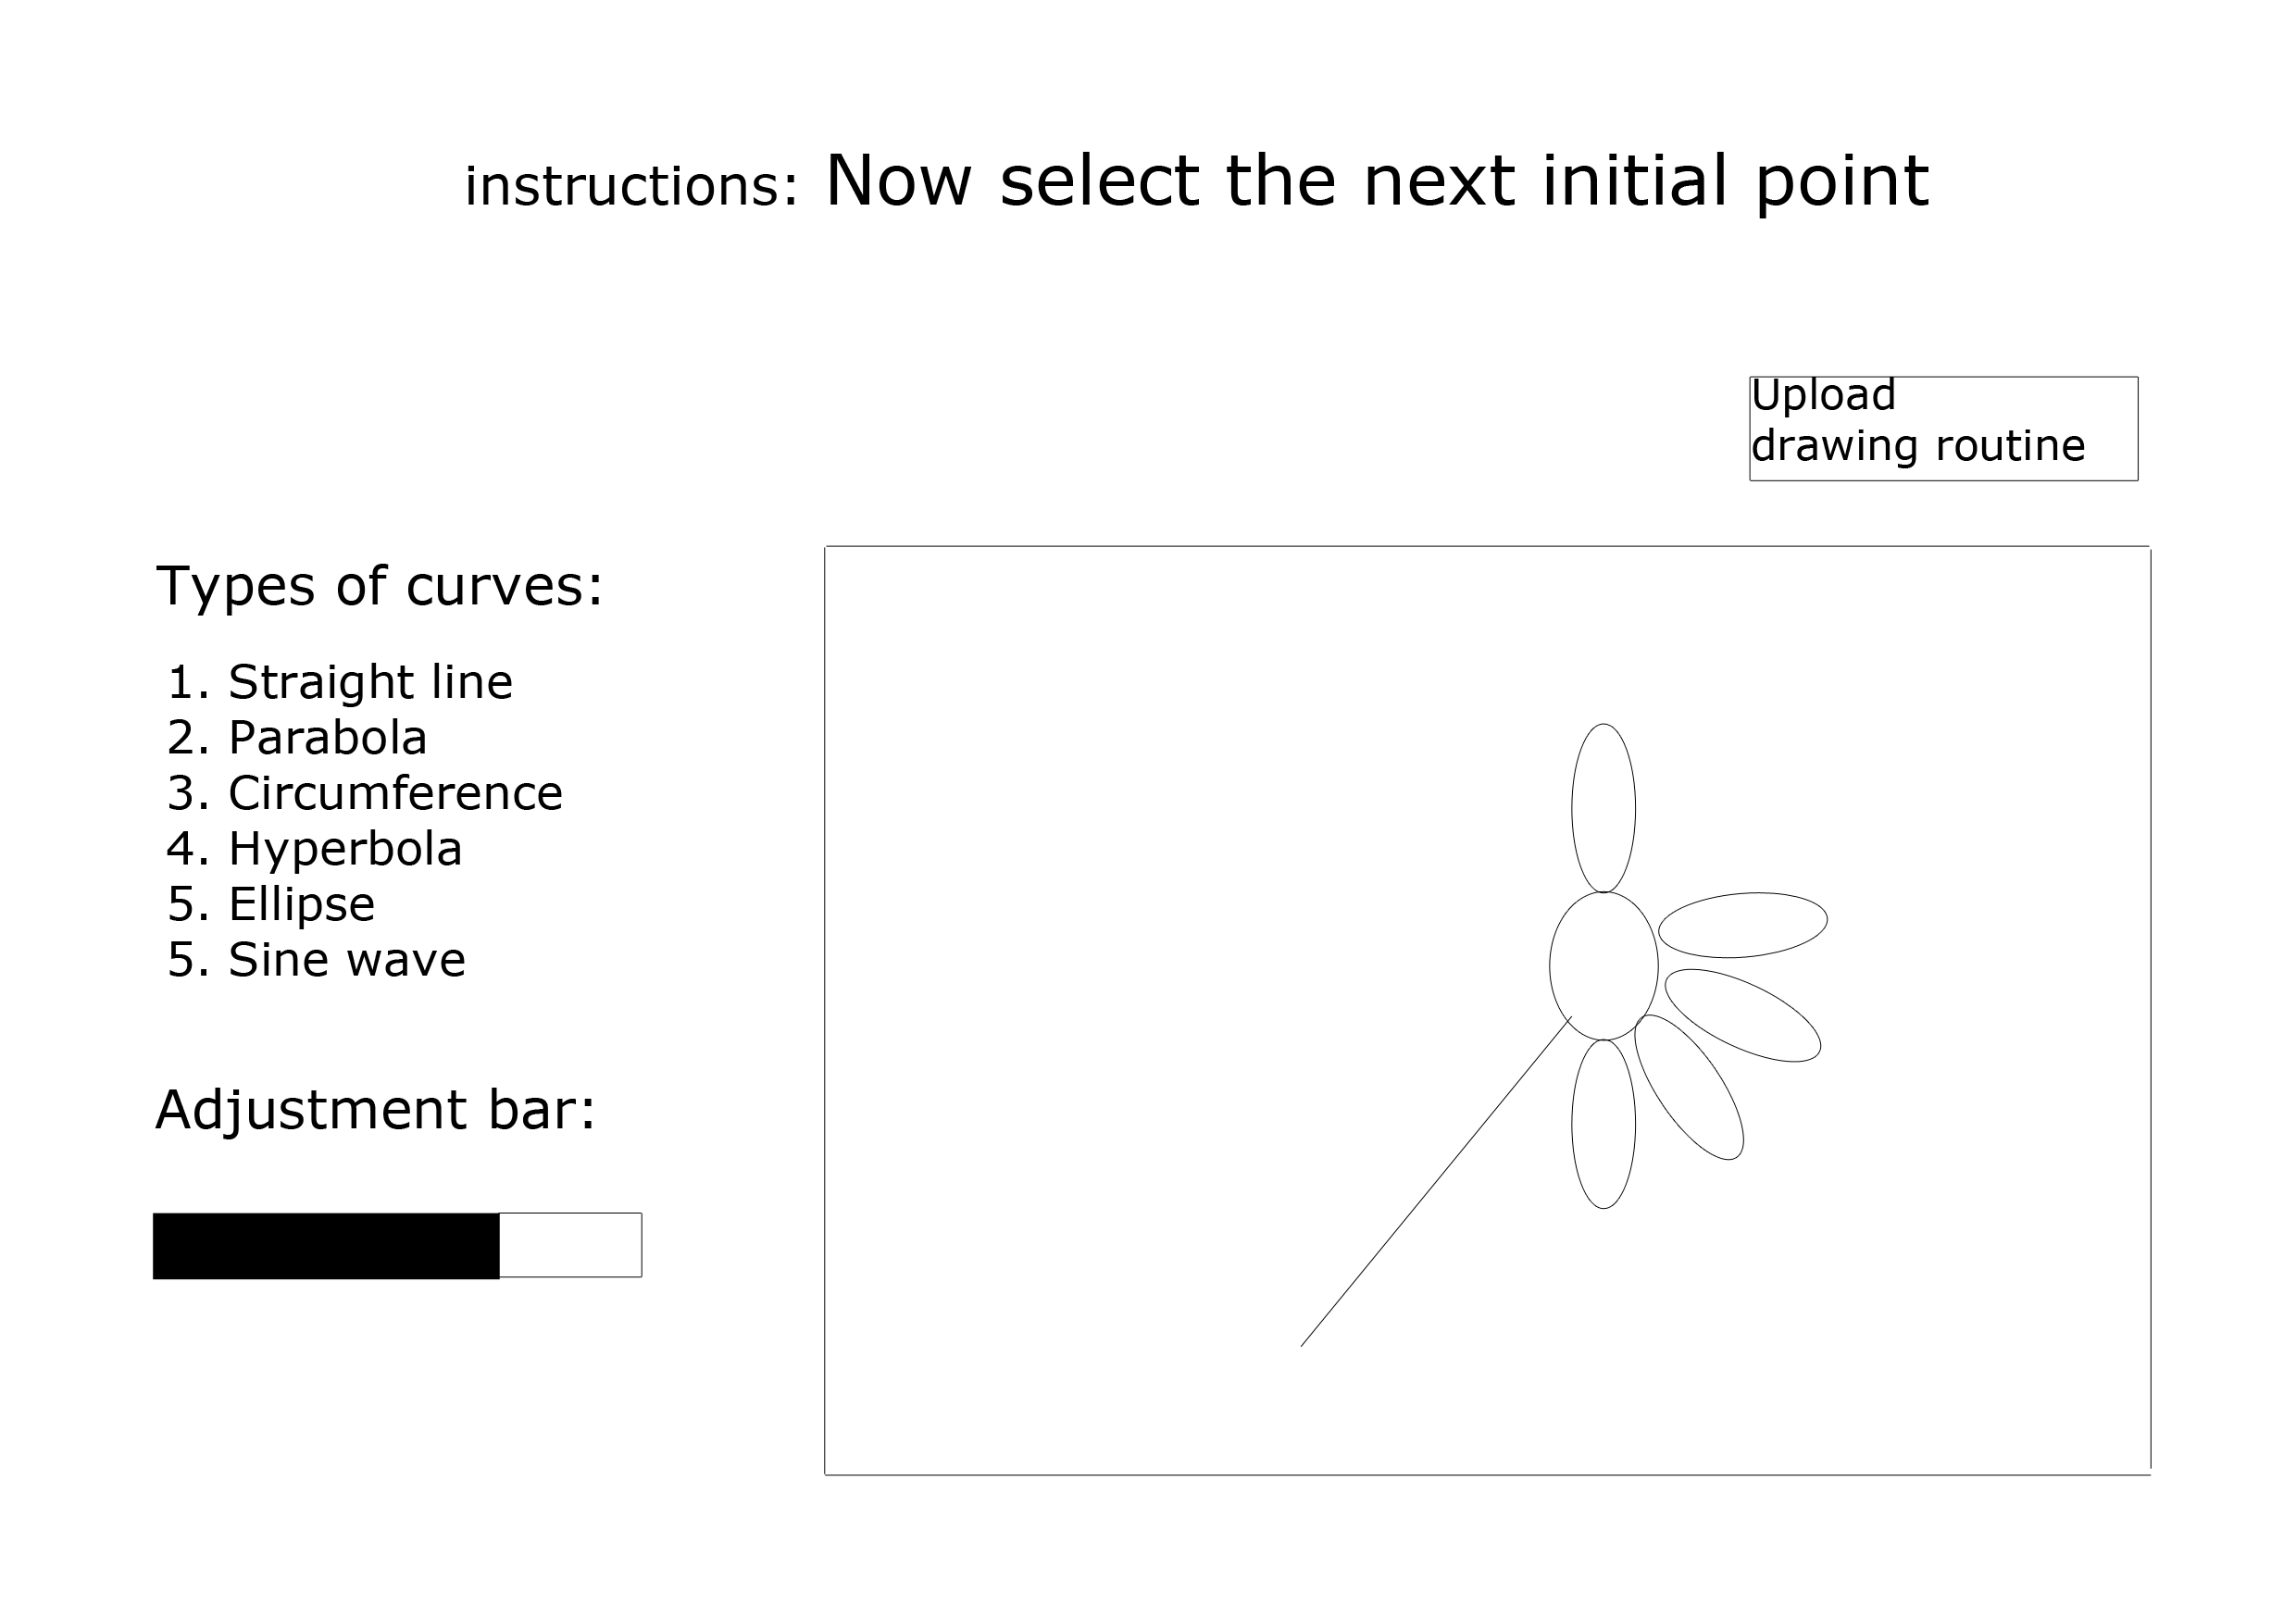 instructions: Now select the next initial point
Upload
drawing routine
Types of curves:
1. Straight line
2. Parabola
3. Circumference
4. Hyperbola
5. Ellipse
5. Sine wave
Adjustment bar: